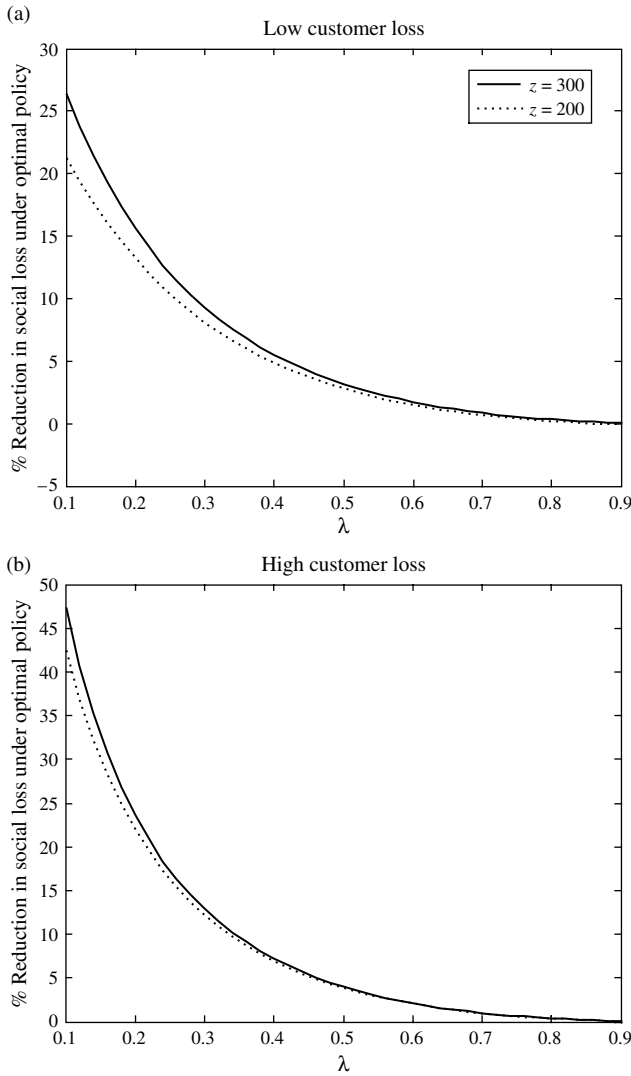 (a)
Low customer loss
% Reduction in social loss under optimal policy
30
25
20
15
10
5
0
−5
z = 300
z = 200
0.1 0.2 0.3 0.4 0.5 0.6 0.7 0.8 0.9
λ
(b)
High customer loss
% Reduction in social loss under optimal policy
50
45
40
35
30
25
20
15
10
5
0
0.1 0.2 0.3 0.4 0.5 0.6 0.7 0.8 0.9
λ